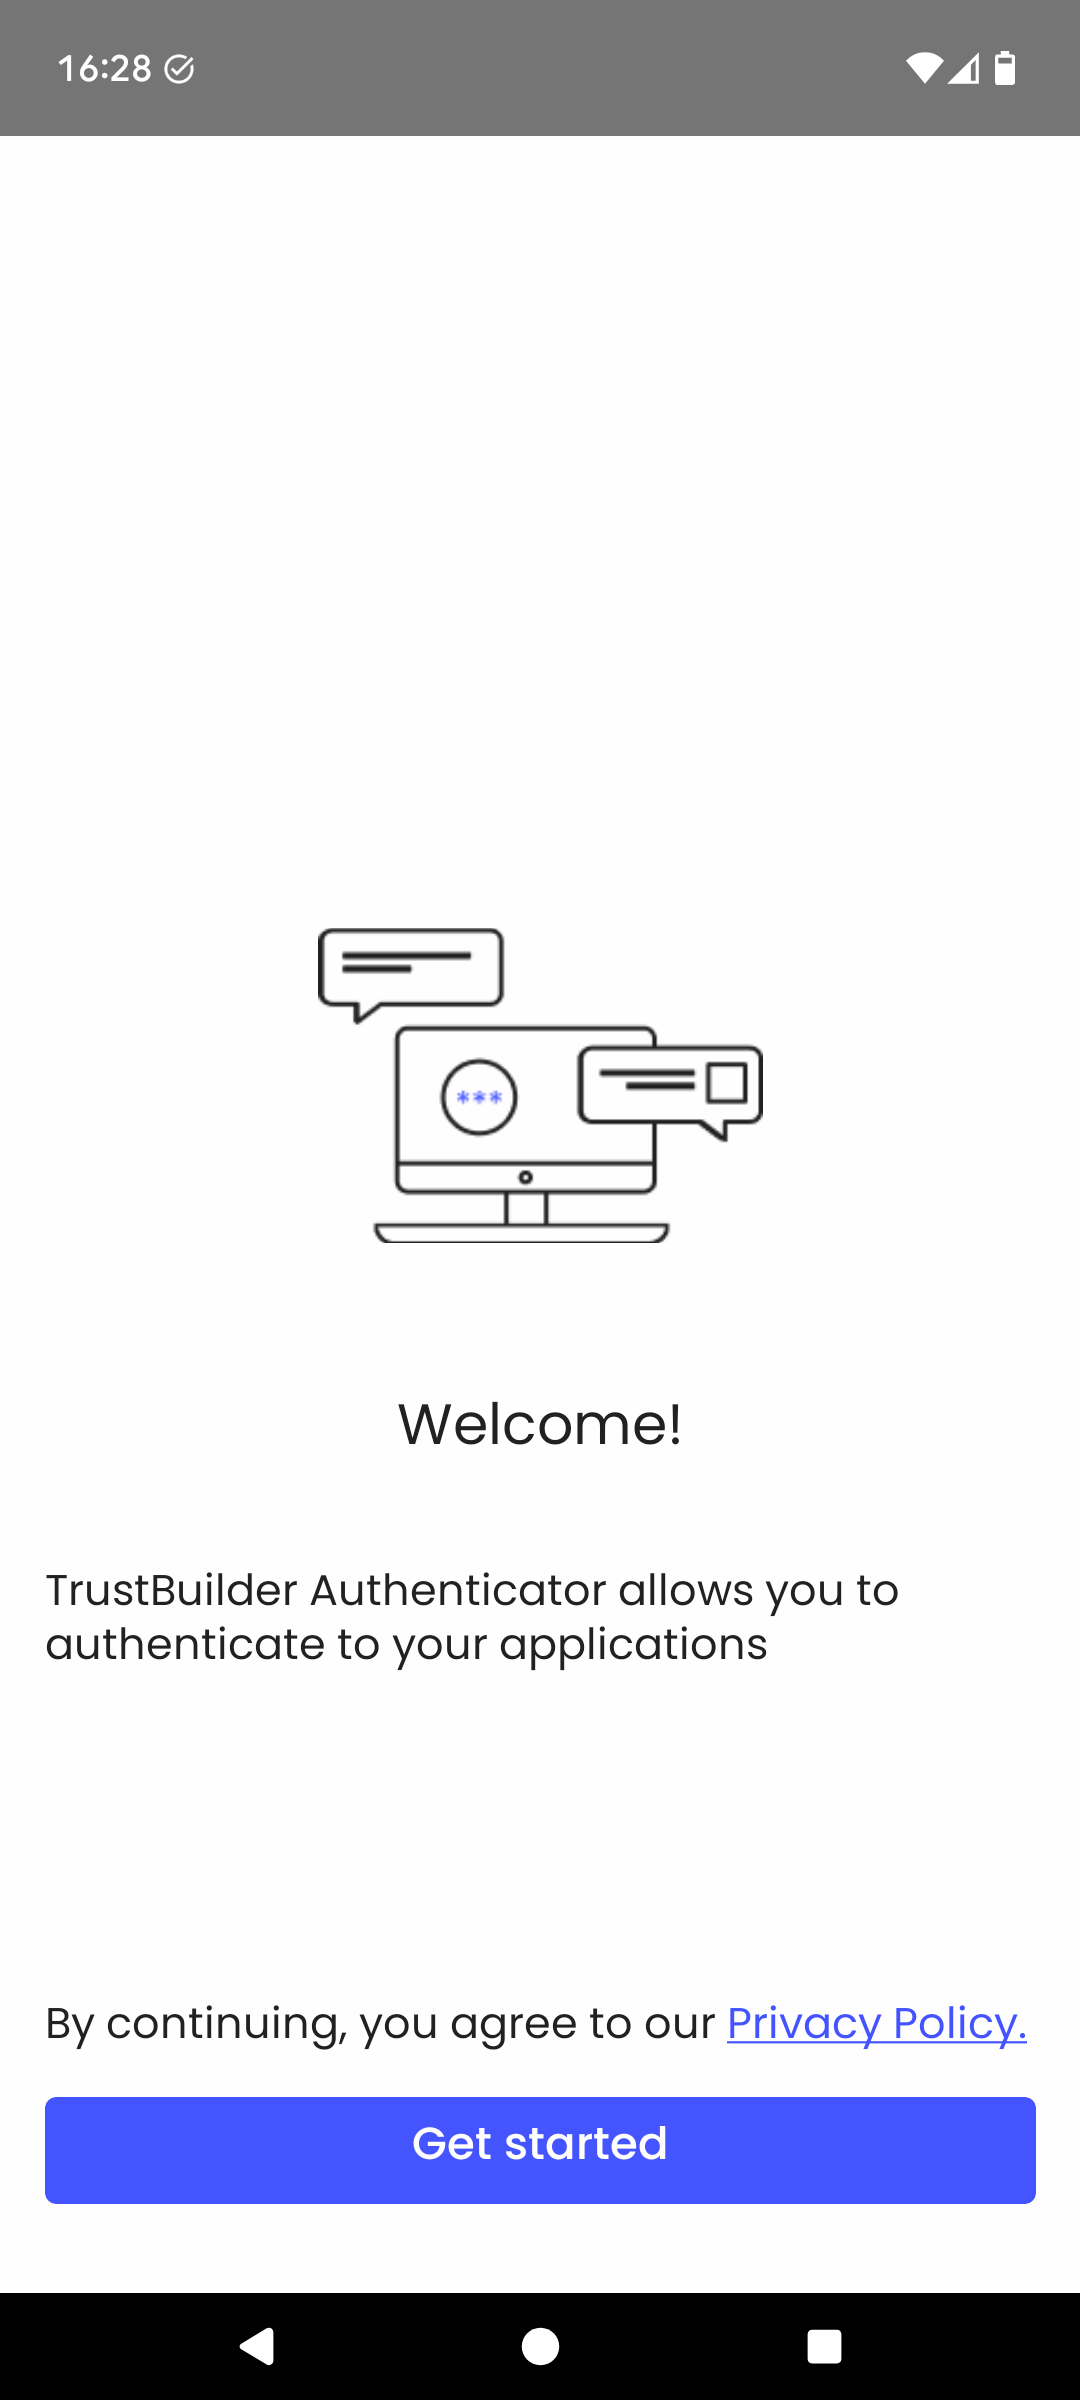 16:28
***
Welcome!
TrustBuilder Authenticator allows you to
authenticate to your applications
By continuing, you agree to our Privacy Policy.
Get started